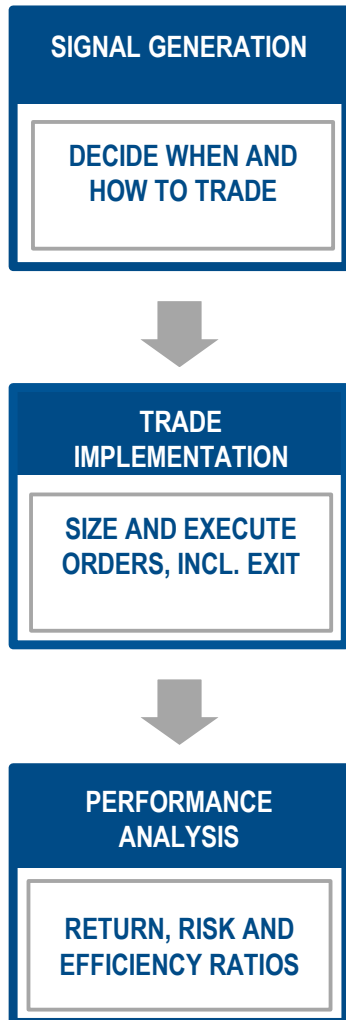 SIGNAL GENERATION
DECIDE WHEN AND
HOW TO TRADE
TRADE
IMPLEMENTATION
SIZE AND EXECUTE
ORDERS, INCL. EXIT
PERFORMANCE
ANALYSIS
RETURN, RISK AND
EFFICIENCY RATIOS